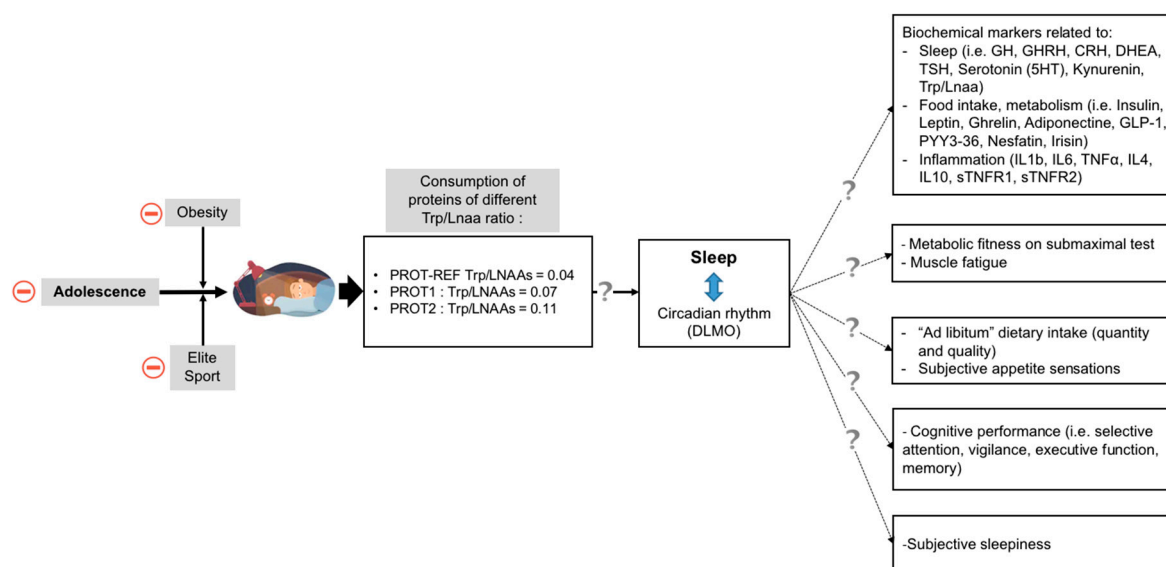 Obesity
Adolescence
Elite
Sport
Consumption of
proteins of different
Trp/Lnaa ratio :
• PROT-REF Trp/LNAAs = 0.04
• PROT1 : Trp/LNAAs = 0.07
• PROT2 : Trp/LNAAs = 0.11
?
Sleep
Circadian rhythm
(DLMO)
?
?
?
?
?
Biochemical markers related to:
- Sleep (i.e. GH, GHRH, CRH, DHEA,
TSH, Serotonin (5HT), Kynurenin,
Trp/Lnaa)
- Food intake, metabolism (i.e. Insulin,
Leptin, Ghrelin, Adiponectine, GLP-1,
PYY3-36, Nesfatin, Irisin)
- Inflammation (IL1b, IL6, TNFα, IL4,
IL10, sTNFR1, sTNFR2)
- Metabolic fitness on submaximal test
- Muscle fatigue
- “Ad libitum” dietary intake (quantity
and quality)
- Subjective appetite sensations
- Cognitive performance (i.e. selective
attention, vigilance, executive function,
memory)
-Subjective sleepiness